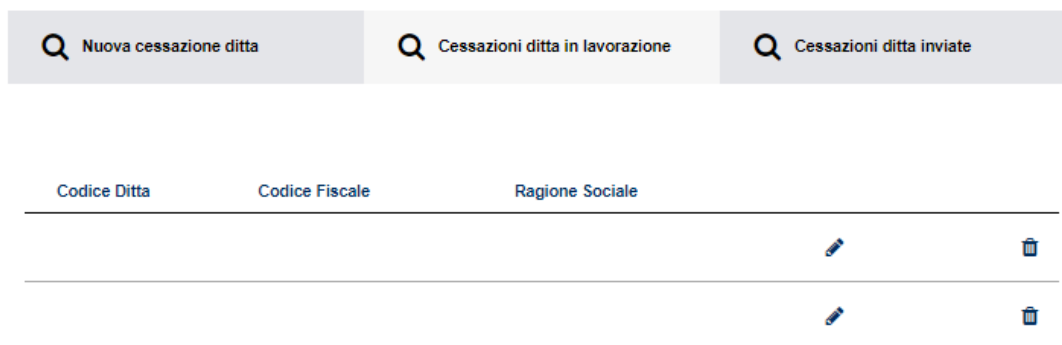 Nuova cessazione ditta Cessazioni ditta in lavorazione Cessazioni ditta inviate
Codice Ditta Codice Fiscale Ragione Sociale